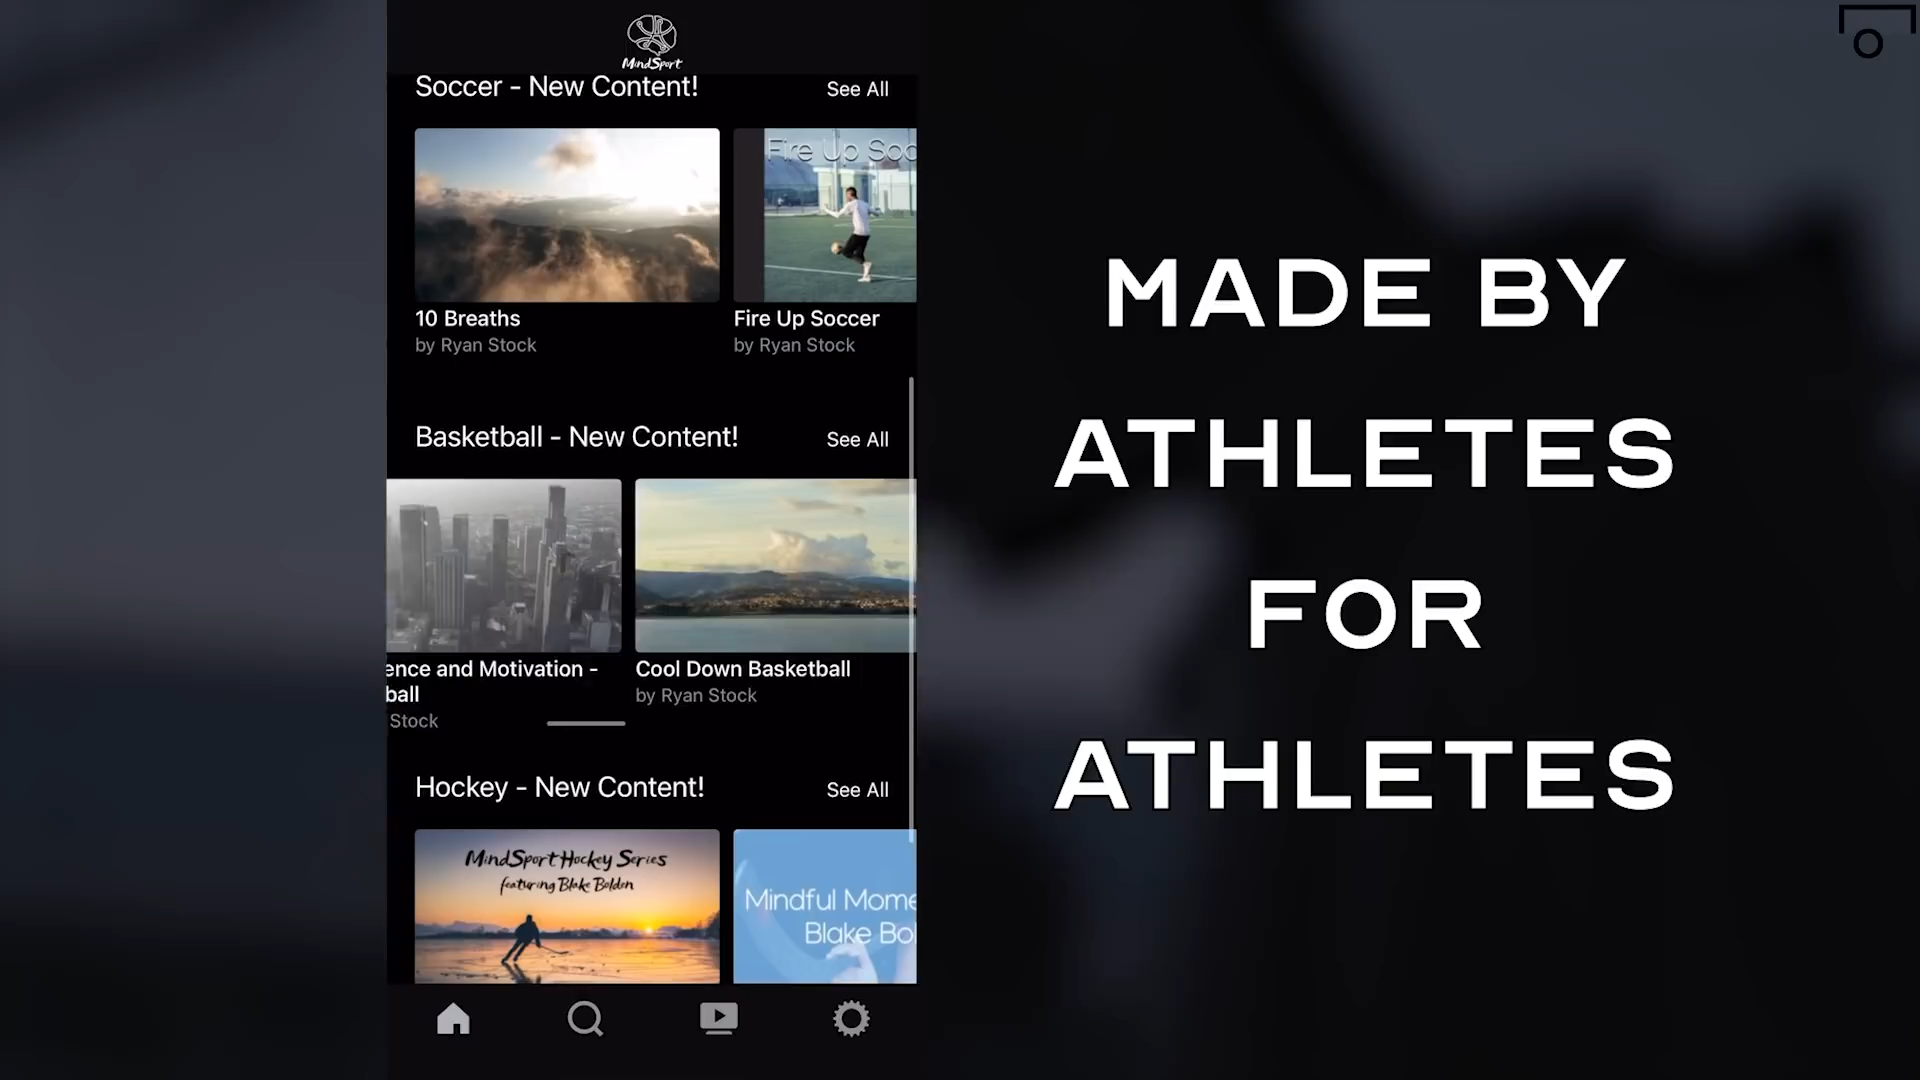 MindSport
Soccer - New Content!
See All
Fire Up Soc
10 Breaths
by Ryan Stock
Fire Up Soccer
by Ryan Stock
Basketball - New Content!
See All
ence and Motivation -
ball
Stock
Cool Down Basketball
by Ryan Stock
Hockey - New Content!
See All
MindSport Hockey Series
featuring Blake Bolden
Mindful Mome
Blake Bol
MADE BY
ATHLETES
FOR
ATHLETES